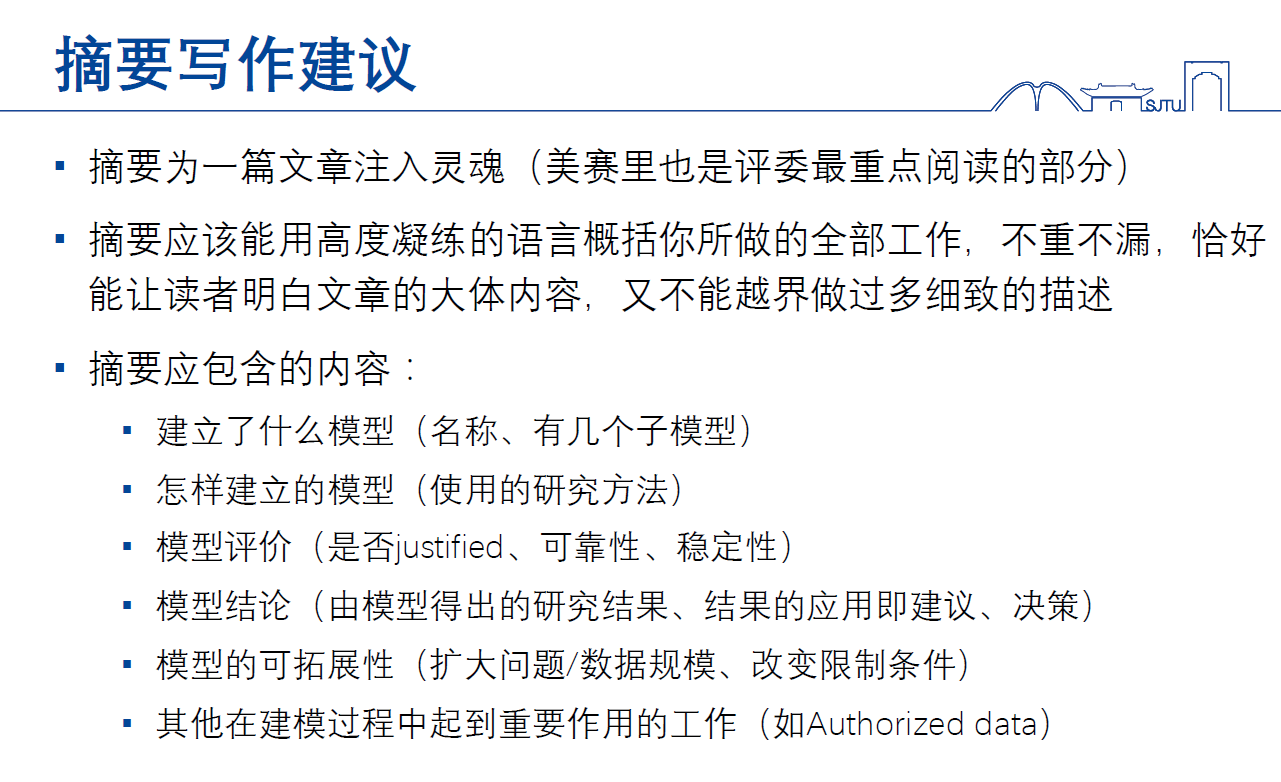 摘要写作建议
SJTU
▪ 摘要为一篇文章注入灵魂（美赛里也是评委最重点阅读的部分）
▪ 摘要应该能用高度凝练的语言概括你所做的全部工作，不重不漏，恰好
能让读者明白文章的大体内容，又不能越界做过多细致的描述
▪ 摘要应包含的内容：
▪ 建立了什么模型（名称、有几个子模型）
▪ 怎样建立的模型（使用的研究方法）
▪ 模型评价（是否justified、可靠性、稳定性）
▪ 模型结论（由模型得出的研究结果、结果的应用即建议、决策）
▪ 模型的可拓展性（扩大问题/数据规模、改变限制条件）
▪ 其他在建模过程中起到重要作用的工作（如Authorized data）